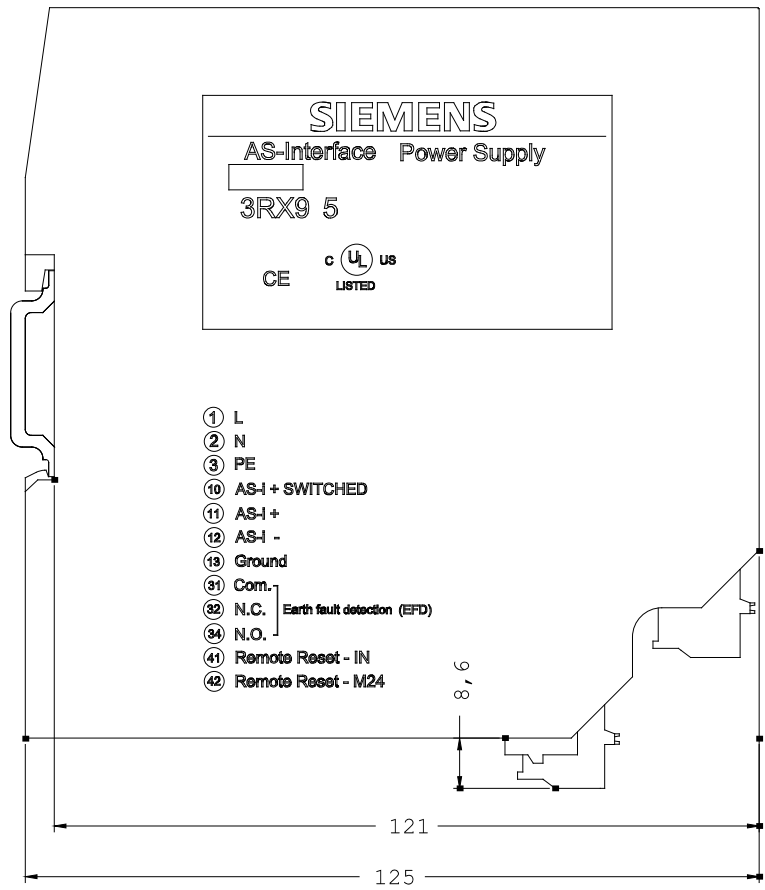 SIEMENS
AS-Interface Power Supply
3RX9 5
C UL US
LISTED
CE
1 L
2 N
3 PE
10 AS-i + SWITCHED
11 AS-i +
12 AS-i -
13 Ground
31 Com.
32 N.C. Earth fault detection (EFD)
34 N.O.
41 Remote Reset - IN
42 Remote Reset - M24
8,6
121
125